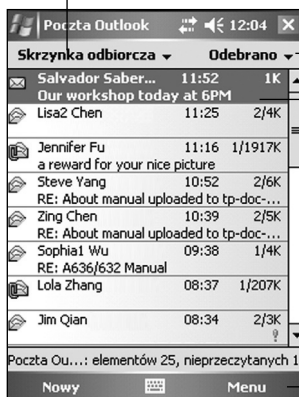 Poczta Outlook 12:04
Skrzynka odbiorcza Odebrano
Salvador Saber... 11:52 1K
Our workshop today at 6PM
Lisa2 Chen 11:25 2/4K
Jennifer Fu 11:16 1/1917K
a reward for your nice picture
Steve Yang 10:52 2/6K
RE: About manual uploaded to tp-doc-...
Zing Chen 10:39 2/5K
RE: About manual uploaded to tp-doc-...
Sophia1 Wu 09:38 1/4K
RE: A636/632 Manual
Lola Zhang 08:37 1/207K
Jim Qian 08:34 2/3K
Poczta Ou...: elementów 25, nieprzeczytanych 1
Nowy Menu